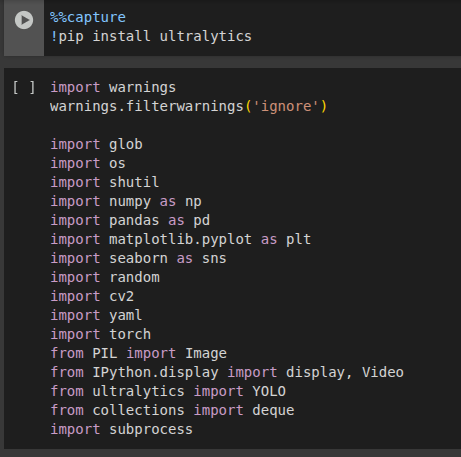 %%capture
!pip install ultralytics
[ ] import warnings
warnings.filterwarnings('ignore')
import glob
import os
import shutil
import numpy as np
import pandas as pd
import matplotlib.pyplot as plt
import seaborn as sns
import random
import cv2
import yaml
import torch
from PIL import Image
from IPython.display import display, Video
from ultralytics import YOLO
from collections import deque
import subprocess